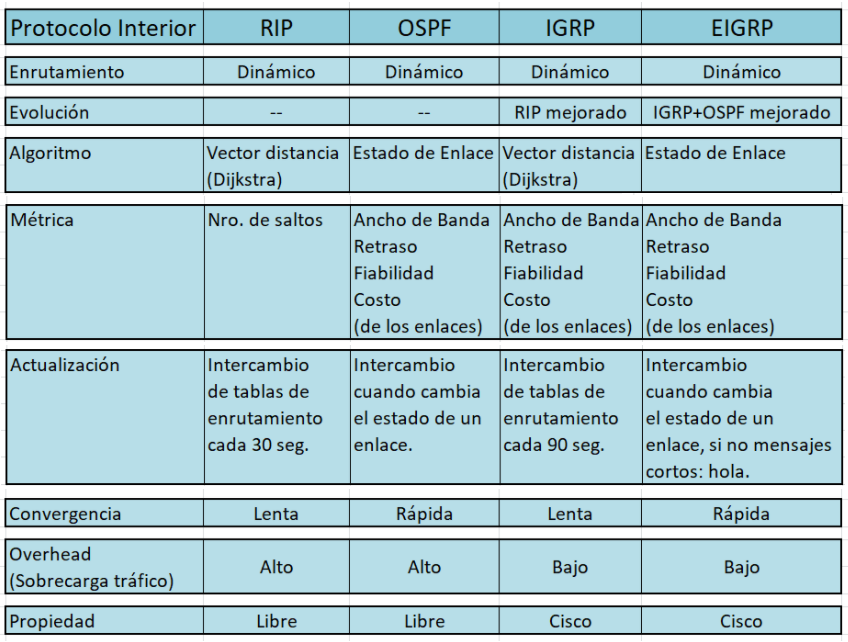 Protocolo Interior RIP OSPF IGRP EIGRP
Enrutamiento Dinámico Dinámico Dinámico Dinámico
Evolución -- -- RIP mejorado IGRP+OSPF mejorado
Algoritmo Vector distancia Estado de Enlace Vector distancia Estado de Enlace
(Dijkstra) (Dijkstra)
Métrica Nro. de saltos Ancho de Banda Ancho de Banda Ancho de Banda
Retraso Retraso Retraso
Fiabilidad Fiabilidad Fiabilidad
Costo Costo Costo
(de los enlaces) (de los enlaces) (de los enlaces)
Actualización Intercambio Intercambio Intercambio Intercambio
de tablas de cuando cambia de tablas de cuando cambia
enrutamiento el estado de un enrutamiento el estado de un
cada 30 seg. enlace. cada 90 seg. enlace, si no mensajes
cortos: hola.
Convergencia Lenta Rápida Lenta Rápida
Overhead
(Sobrecarga tráfico) Alto Alto Bajo Bajo
Propiedad Libre Libre Cisco Cisco